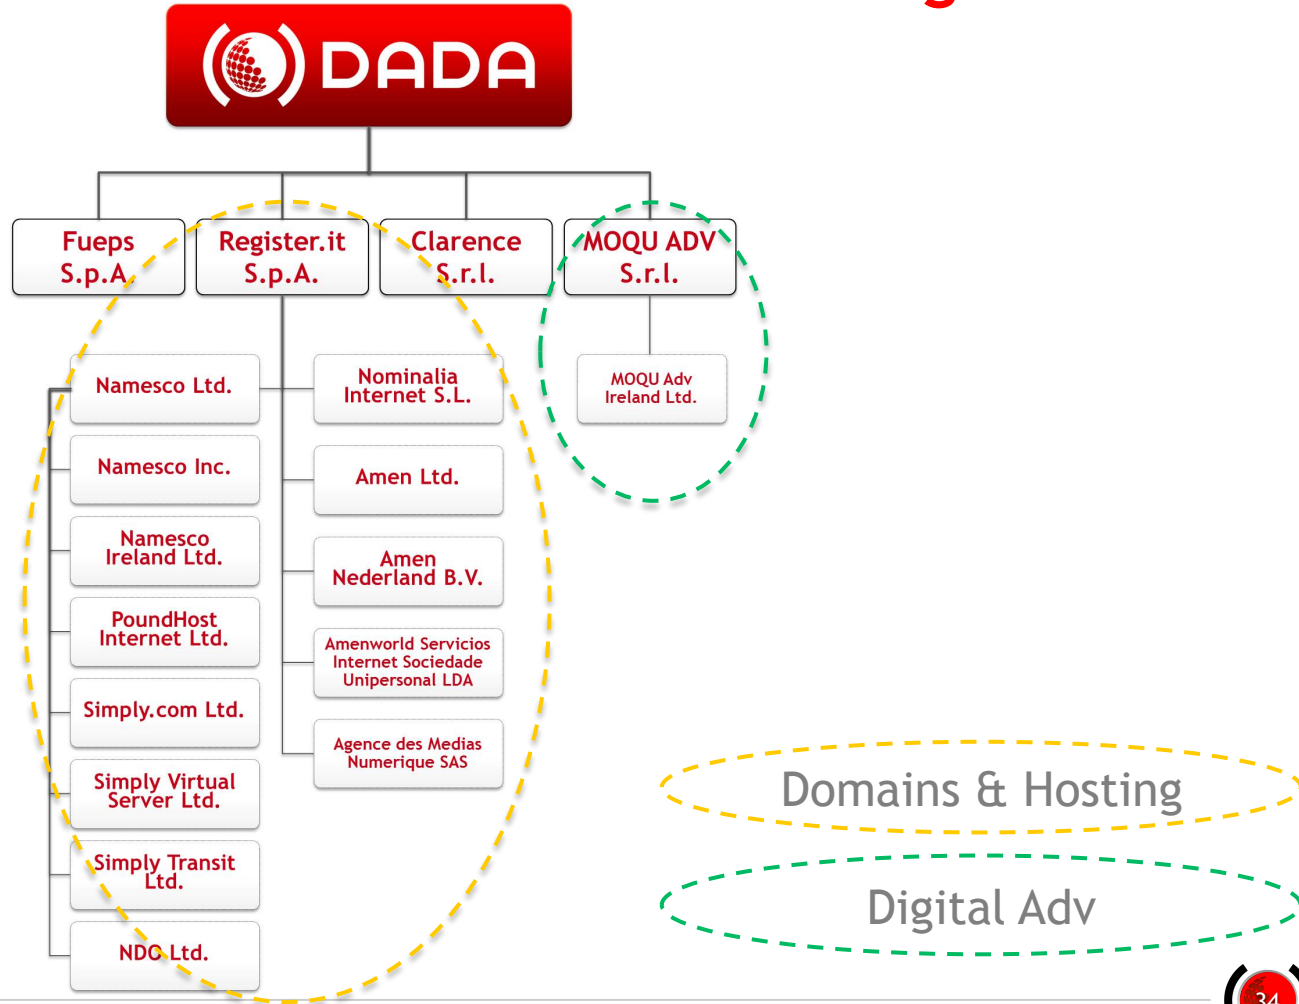 DADA
Fueps
S.p.A.
Register.it
S.p.A.
Clarence
S.r.l.
MOQU ADV
S.r.l.
Namesco Ltd.
Nominalia
Internet S.L.
MOQU Adv
Ireland Ltd.
Namesco Inc.
Amen Ltd.
Namesco
Ireland Ltd.
Amen
Nederland B.V.
PoundHost
Internet Ltd.
Amenworld Servicios
Internet Sociedade
Unipersonal LDA
Simply.com Ltd.
Agence des Medias
Numerique SAS
Simply Virtual
Server Ltd.
Simply Transit
Ltd.
NDO Ltd.
Domains & Hosting
Digital Adv
34